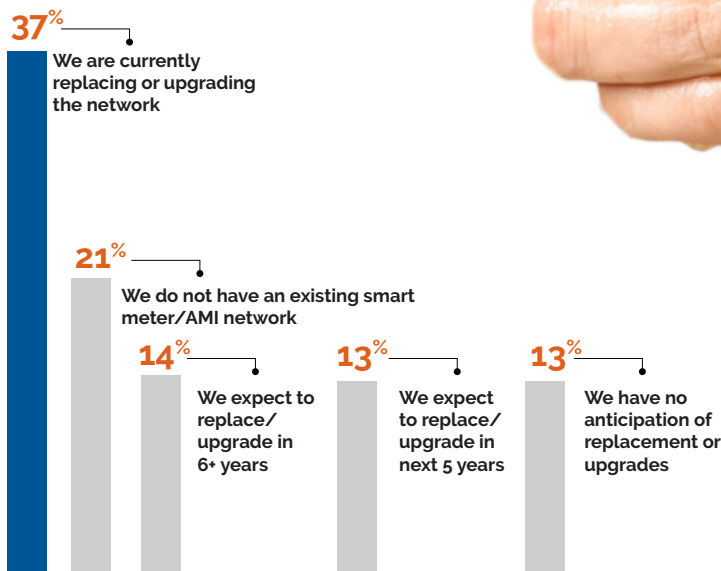 37%
We are currently
replacing or upgrading
the network
21%
We do not have an existing smart
meter/AMI network
14%
We expect to
replace/
upgrade in
6+ years
13%
We expect
to replace/
upgrade in
next 5 years
13%
We have no
anticipation of
replacement or
upgrades